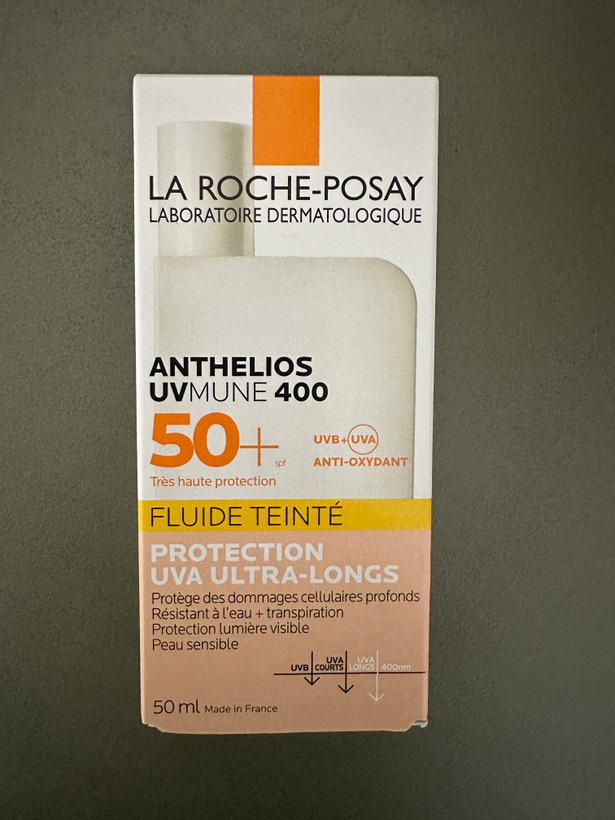 LA ROCHE-POSAY
LABORATOIRE DERMATOLOGIQUE
ANTHELIOS
UVMUNE 400
50+ spf
UVB+UVA
ANTI-OXYDANT
Très haute protection
FLUIDE TEINTÉ
PROTECTION
UVA ULTRA-LONGS
Protège des dommages cellulaires profonds
Résistant à l'eau + transpiration
Protection lumière visible
Peau sensible
UVB UVA COURTS UVA LONGS 400nm
50 ml Made in France